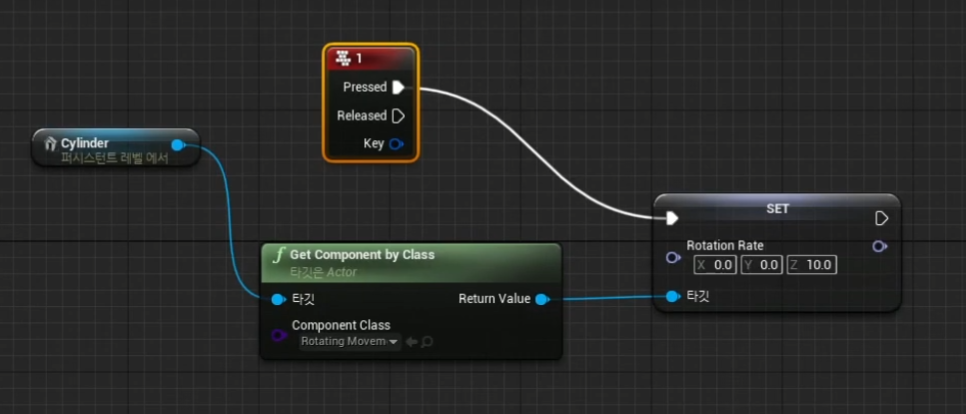 1
Pressed
Released
Key
Cylinder
퍼시스턴트 레벨 에서
SET
Rotation Rate
X 0.0 Y 0.0 Z 10.0
타깃
Get Component by Class
타깃은 Actor
타깃 Return Value
Component Class
Rotating Movem